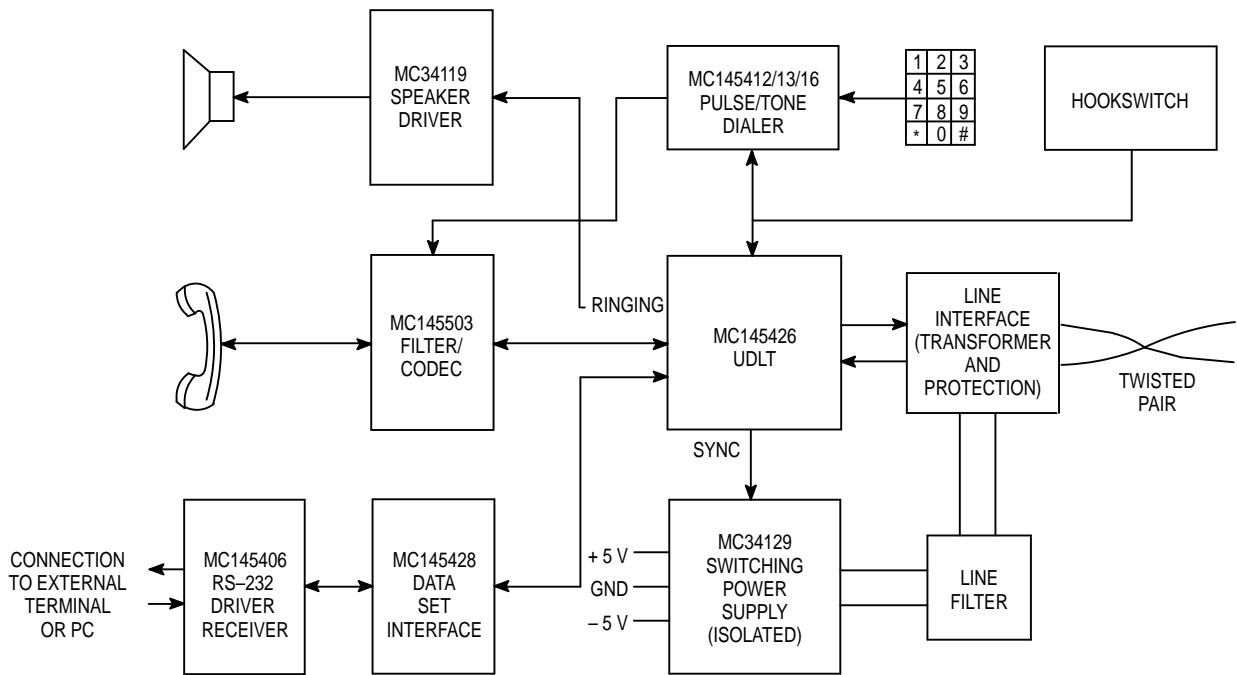 MC34119
SPEAKER
DRIVER
MC145412/13/16
PULSE/TONE
DIALER
1 2 3
4 5 6
7 8 9
* 0 #
HOOKSWITCH
RINGING
MC145503
FILTER/
CODEC
MC145426
UDLT
LINE
INTERFACE
(TRANSFORMER
AND
PROTECTION)
TWISTED
PAIR
SYNC
CONNECTION
TO EXTERNAL
TERMINAL
OR PC
MC145406
RS–232
DRIVER
RECEIVER
MC145428
DATA
SET
INTERFACE
+ 5 V
GND
– 5 V
MC34129
SWITCHING
POWER
SUPPLY
(ISOLATED)
LINE
FILTER